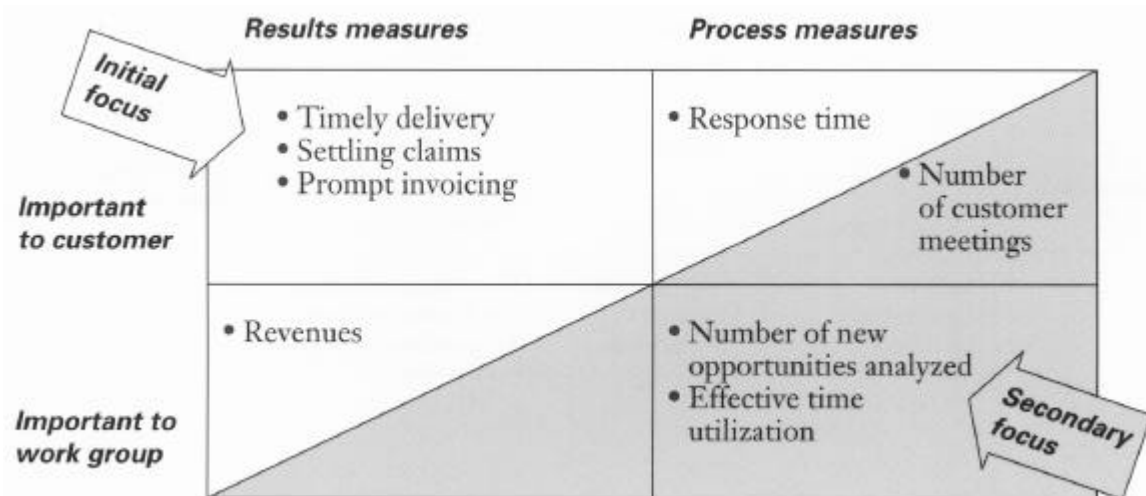 Results measures
Process measures
Initial
focus
• Timely delivery
• Settling claims
• Prompt invoicing
• Response time
• Number
of customer
meetings
Important
to customer
• Revenues
• Number of new
opportunities analyzed
• Effective time
utilization
Important to
work group
Secondary
focus